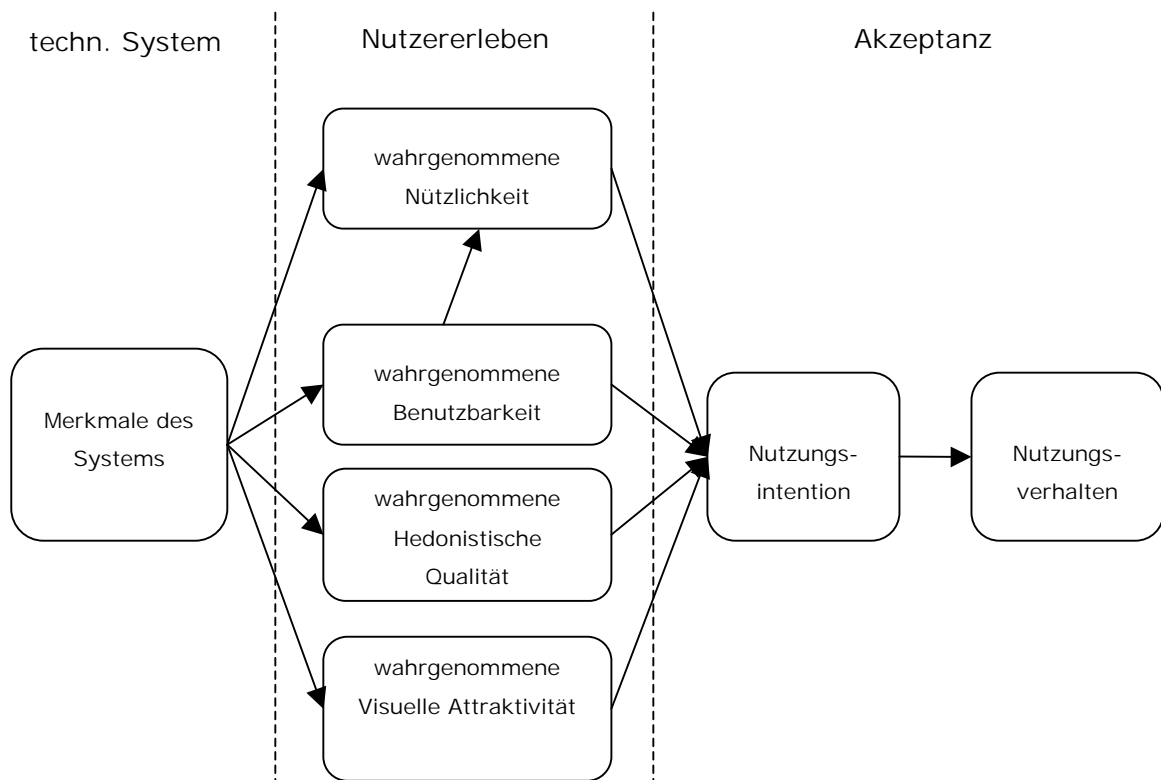 techn. System
Nutzererleben
Akzeptanz
wahrgenommene
Nützlichkeit
wahrgenommene
Benutzbarkeit
Merkmale des
Systems
wahrgenommene
Hedonistische
Qualität
wahrgenommene
Visuelle Attraktivität
Nutzungs-
intention
Nutzungs-
verhalten